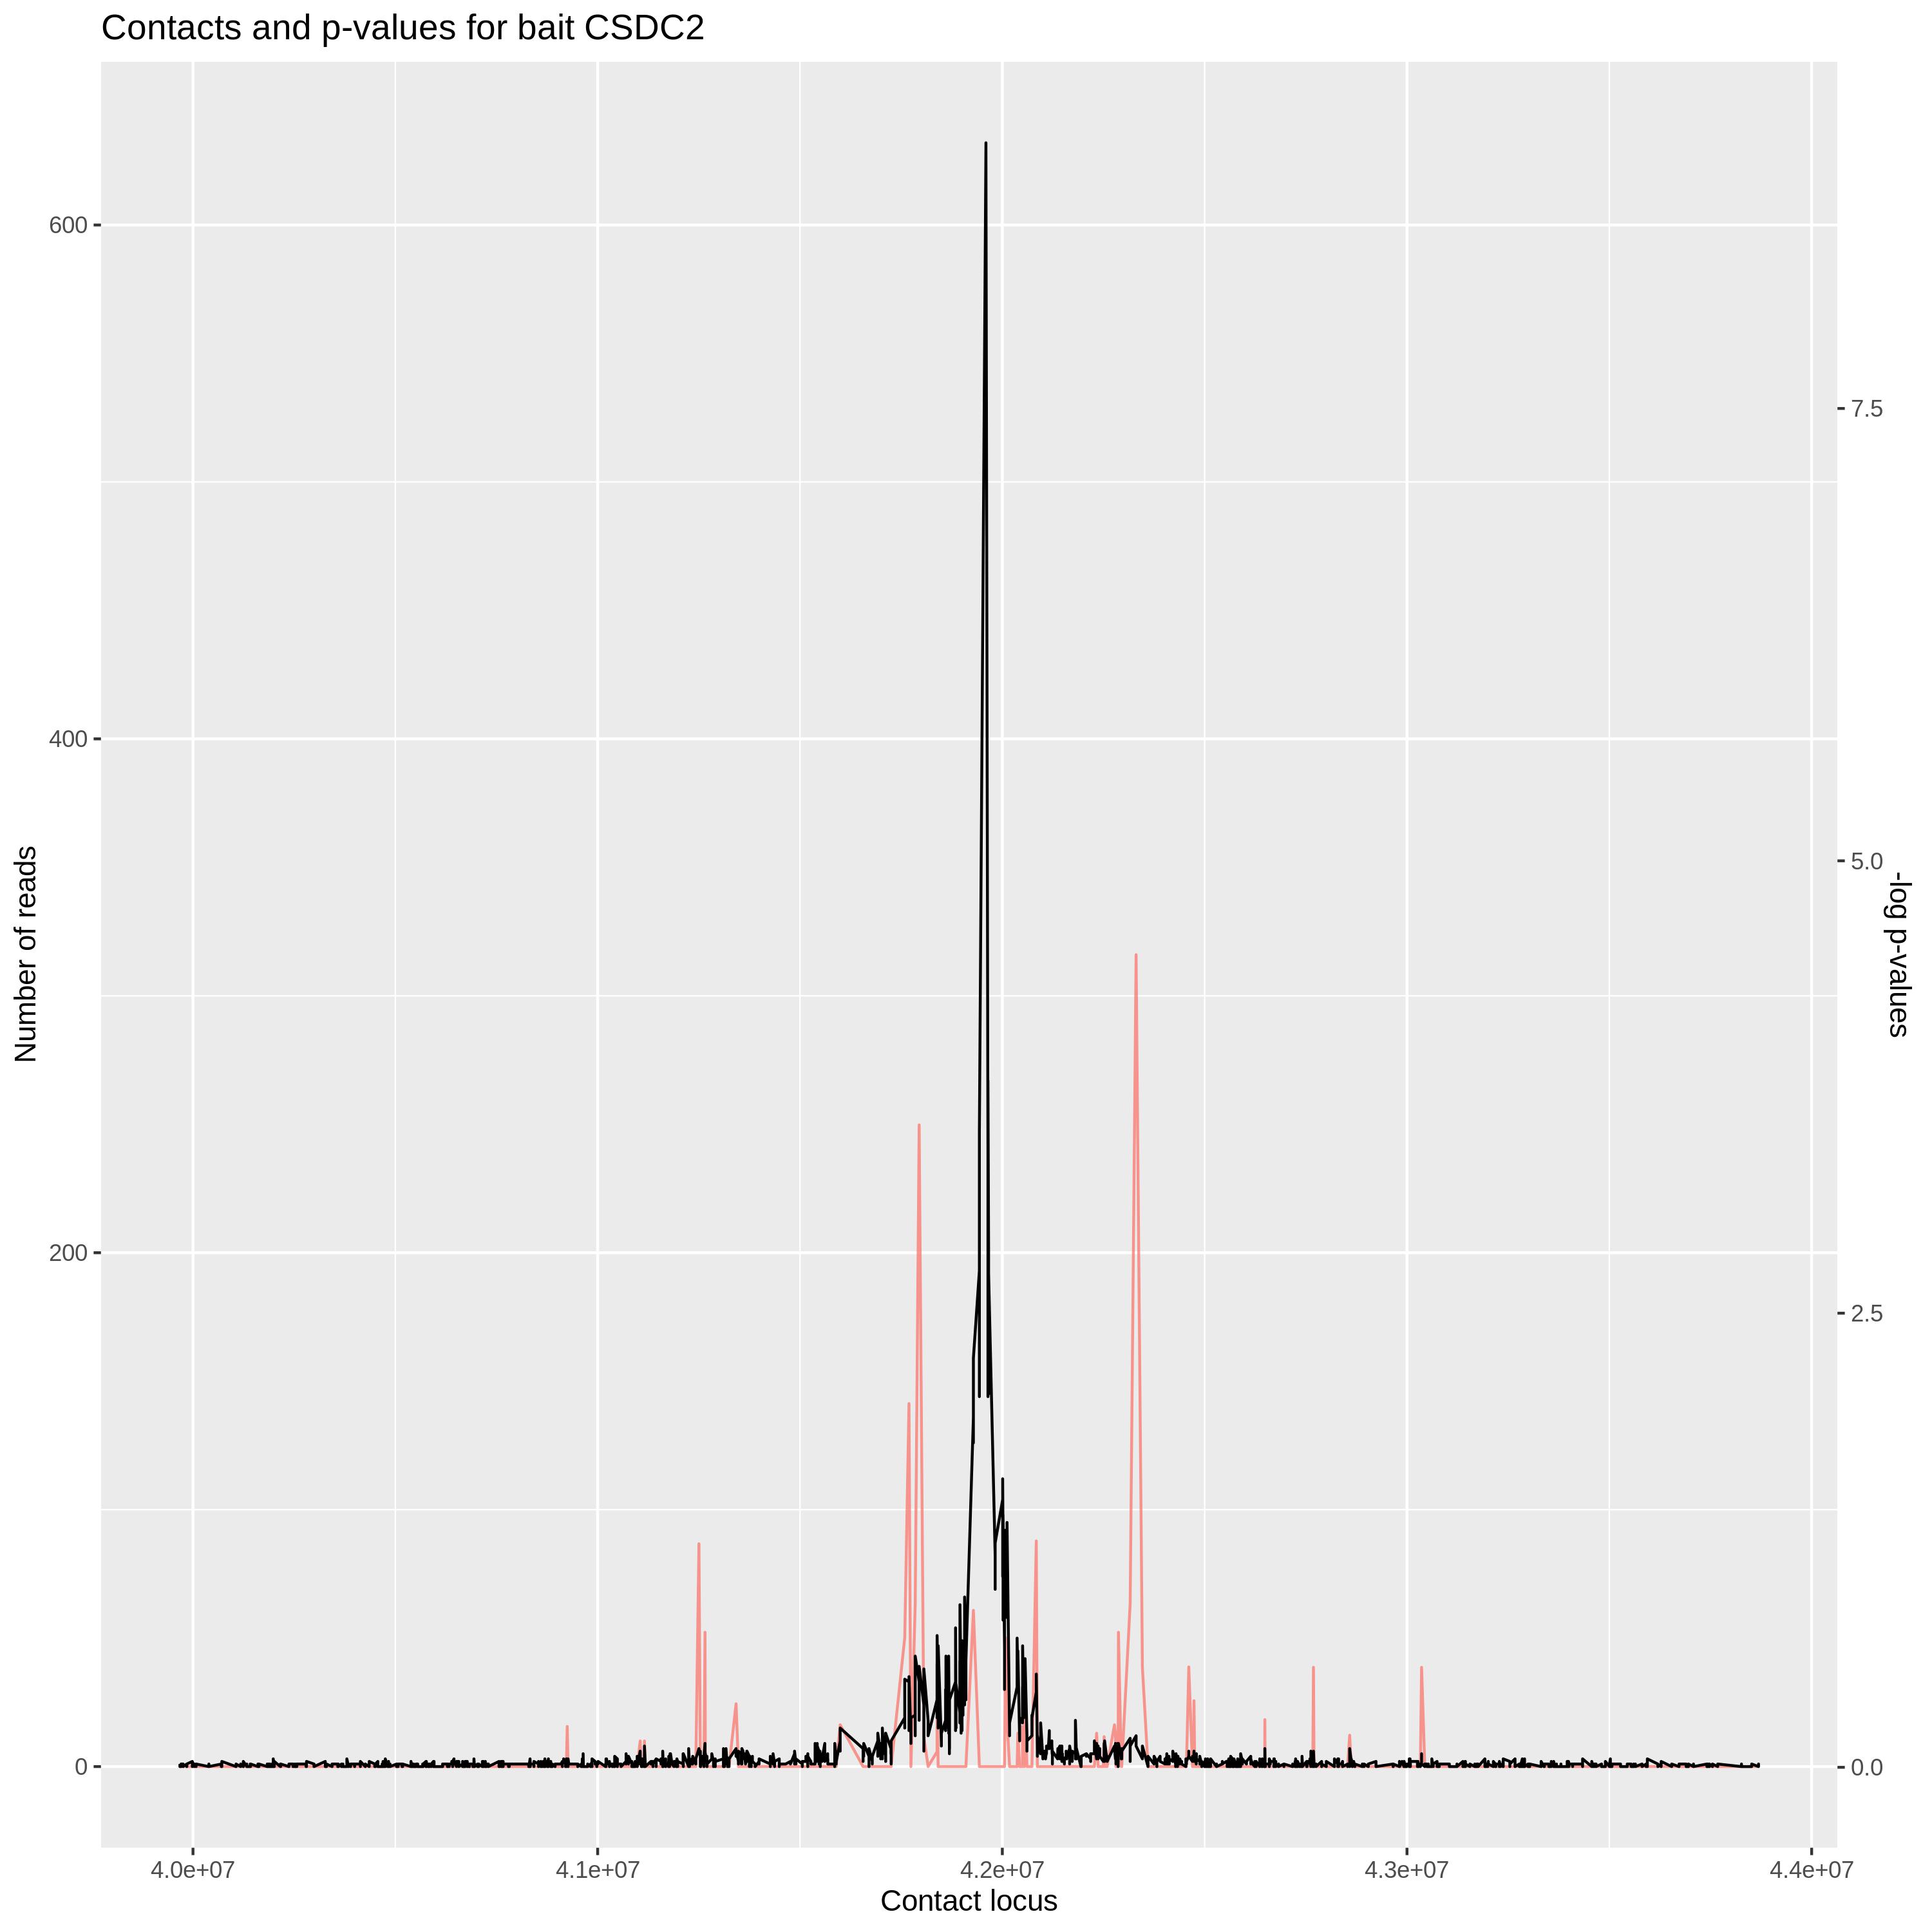 Contacts and p-values for bait CSDC2
600
400
200
0
Number of reads
7.5
5.0
2.5
0.0
-log p-values
4.0e+07 4.1e+07 4.2e+07 4.3e+07 4.4e+07
Contact locus